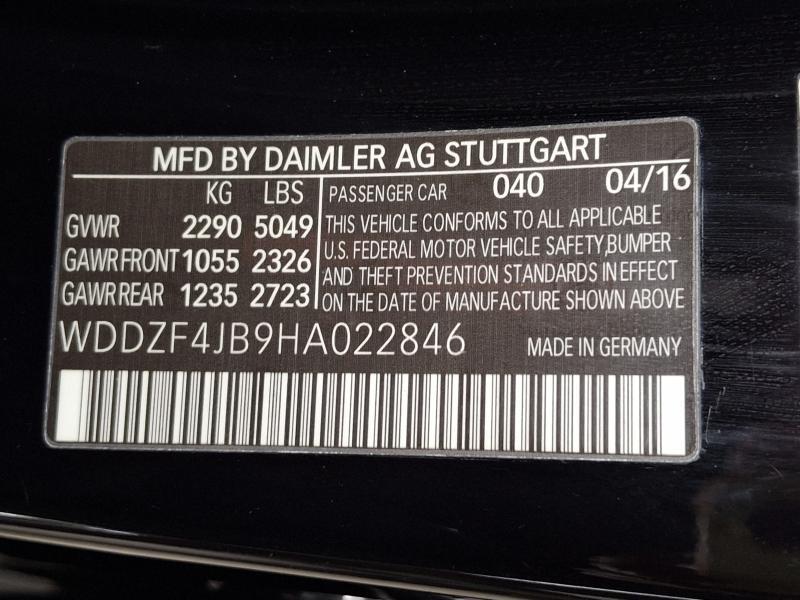 MFD BY DAIMLER AG STUTTGART
KG LBS
GVWR 2290 5049
GAWR FRONT 1055 2326
GAWR REAR 1235 2723
PASSENGER CAR 040 04/16
THIS VEHICLE CONFORMS TO ALL APPLICABLE
U.S. FEDERAL MOTOR VEHICLE SAFETY,BUMPER
AND THEFT PREVENTION STANDARDS IN EFFECT
ON THE DATE OF MANUFACTURE SHOWN ABOVE
WDDZF4JB9HA022846 MADE IN GERMANY